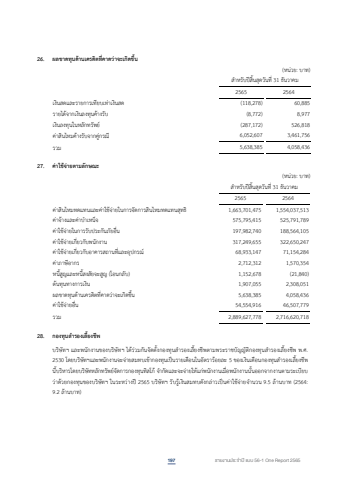 26. ผลขาดทุนด้านเครดิตที่คาดว่าจะเกิดขึ้น
(หน่วย: บาท)
สำหรับปีสิ้นสุดวันที่ 31 ธันวาคม
2565 2564
เงินสดและรายการเทียบเท่าเงินสด (118,278) 60,885
รายได้จากเงินลงทุนค้างรับ (8,772) 8,977
เงินลงทุนในหลักทรัพย์ (287,172) 526,818
ค่าสินไหมค้างรับจากคู่กรณี 6,052,607 3,461,756
รวม 5,638,385 4,058,436
27. ค่าใช้จ่ายตามลักษณะ
(หน่วย: บาท)
สำหรับปีสิ้นสุดวันที่ 31 ธันวาคม
2565 2564
ค่าสินไหมทดแทนและค่าใช้จ่ายในการจัดการสินไหมทดแทนสุทธิ 1,663,701,475 1,554,037,513
ค่าจ้างและค่าบำเหน็จ 575,795,415 525,791,789
ค่าใช้จ่ายในการรับประกันภัยอื่น 197,982,740 188,564,105
ค่าใช้จ่ายเกี่ยวกับพนักงาน 317,249,655 322,650,247
ค่าใช้จ่ายเกี่ยวกับอาคารสถานที่และอุปกรณ์ 68,953,147 71,154,284
ค่าภาษีอากร 2,712,312 1,570,354
หนี้สูญและหนี้สงสัยจะสูญ (โอนกลับ) 1,152,678 (21,840)
ต้นทุนทางการเงิน 1,907,055 2,308,051
ผลขาดทุนด้านเครดิตที่คาดว่าจะเกิดขึ้น 5,638,385 4,058,436
ค่าใช้จ่ายอื่น 54,554,916 46,507,779
รวม 2,889,627,778 2,716,620,718
28. กองทุนสำรองเลี้ยงชีพ
บริษัทฯ และพนักงานของบริษัทฯ ได้ร่วมกันจัดตั้งกองทุนสำรองเลี้ยงชีพตามพระราชบัญญัติกองทุนสำรองเลี้ยงชีพ พ.ศ.
2530 โดยบริษัทฯและพนักงานจะจ่ายสมทบเข้ากองทุนเป็นรายเดือนในอัตราร้อยละ 5 ของเงินเดือนกองทุนสำรองเลี้ยงชีพ
นี้บริหารโดยบริษัทหลักทรัพย์จัดการกองทุนทิสโก้ จำกัดและจะจ่ายให้แก่พนักงานเมื่อพนักงานนั้นออกจากงานตามระเบียบ
ว่าด้วยกองทุนของบริษัทฯ ในระหว่างปี 2565 บริษัทฯ รับรู้เงินสมทบดังกล่าวเป็นค่าใช้จ่ายจำนวน 9.5 ล้านบาท (2564:
9.2 ล้านบาท)
197 รายงานประจำปี แบบ 56-1 One Report 2565